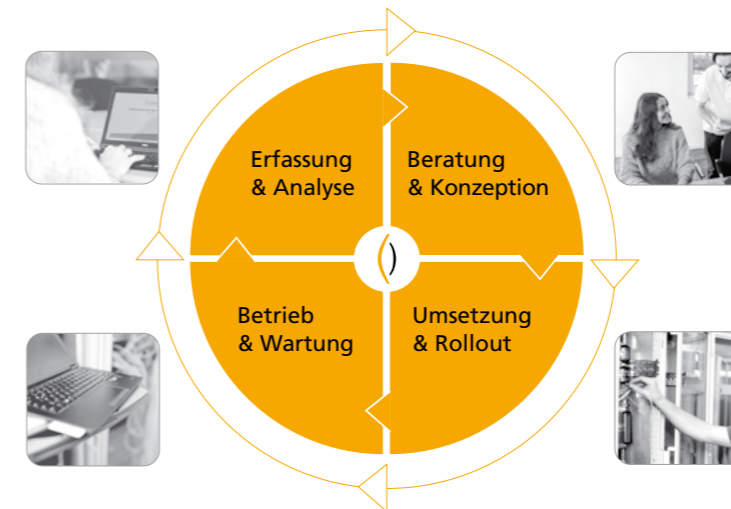 Erfassung
& Analyse
Beratung
& Konzeption
Umsetzung
& Rollout
Betrieb
& Wartung